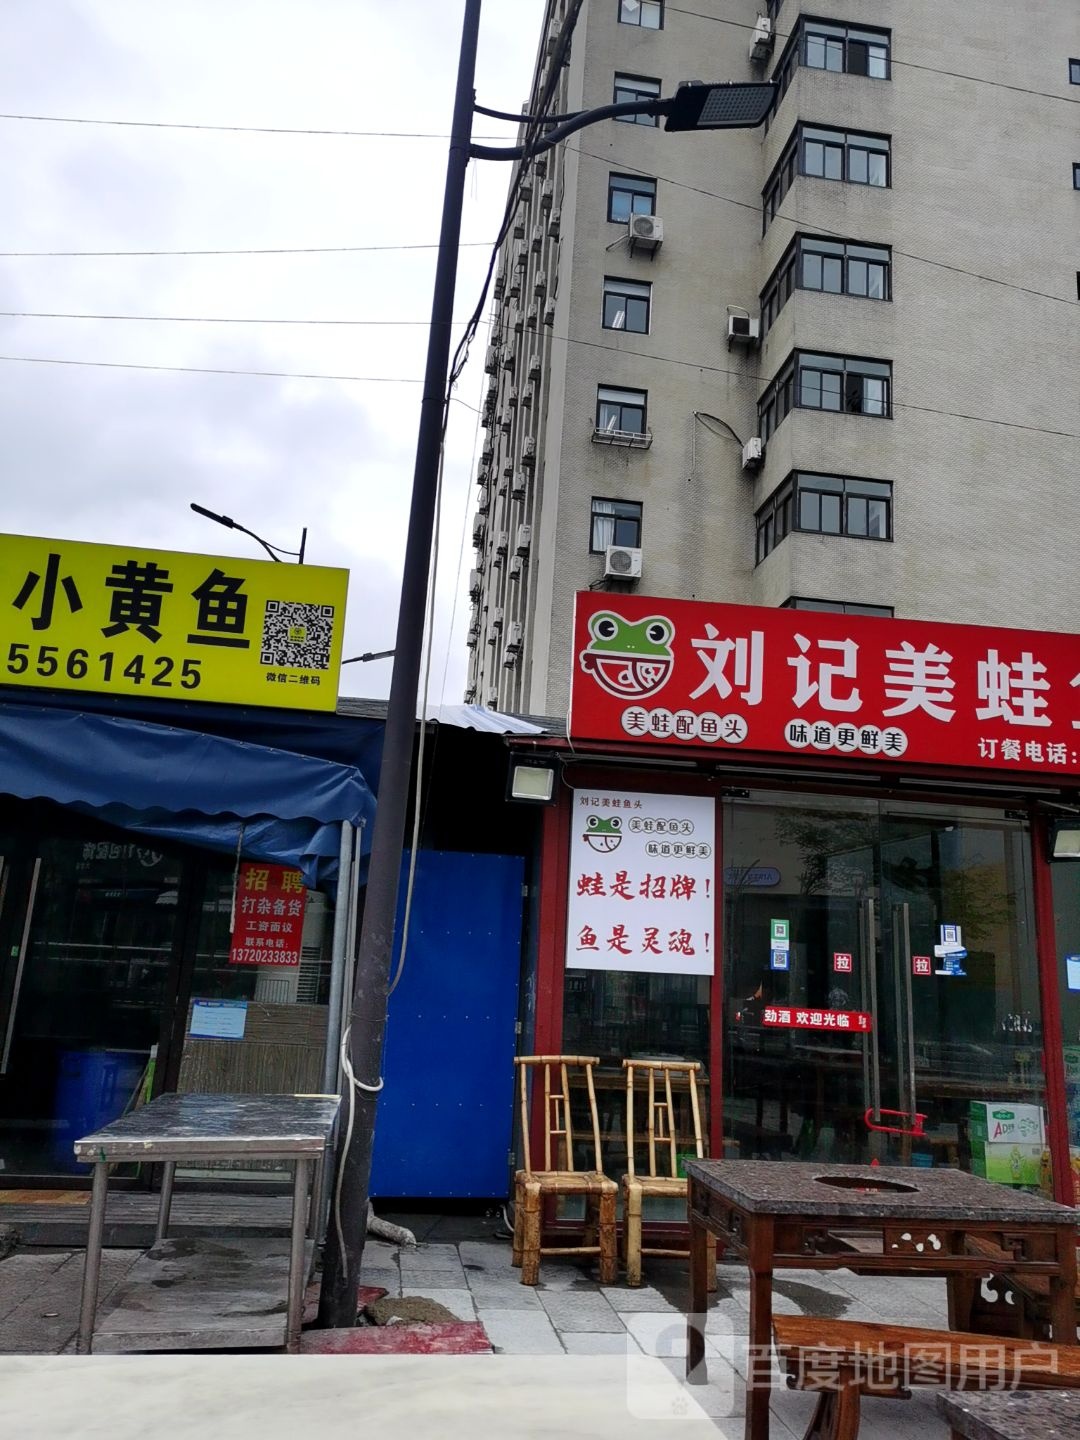 小黄鱼
5561425
微信二维码
招聘
打杂备货
工资面议
联系电话:
13720233833
刘记美蛙
美蛙配鱼头 味道更鲜美
订餐电话:
刘记美蛙鱼头
美蛙配鱼头
味道更鲜美
蛙是招牌!
鱼是灵魂!
拉
拉
劲酒 欢迎光临
AD钙
百度地图用户